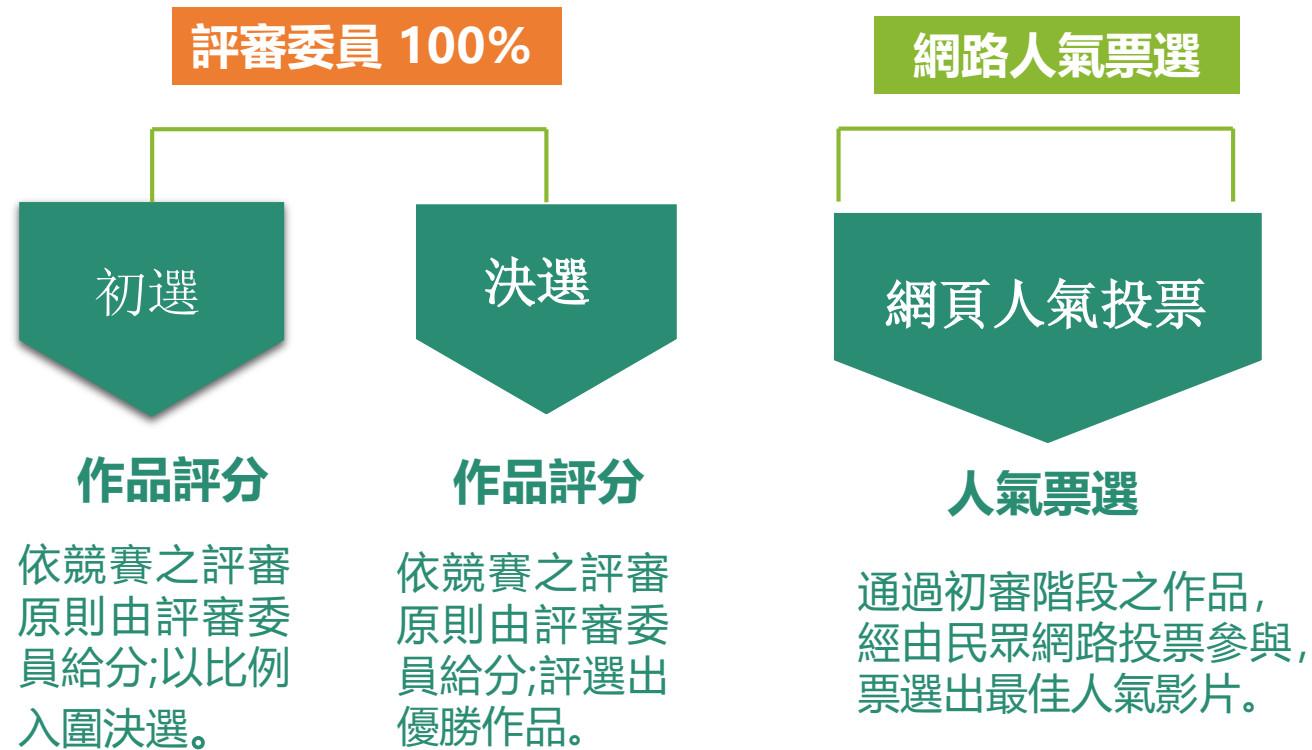 評審委員 100%
初選
作品評分
依競賽之評審
原則由評審委
員給分;以比例
入圍決選。
決選
作品評分
依競賽之評審
原則由評審委
員給分;評選出
優勝作品。
網路人氣票選
網頁人氣投票
人氣票選
通過初審階段之作品，
經由民眾網路投票參與，
票選出最佳人氣影片。